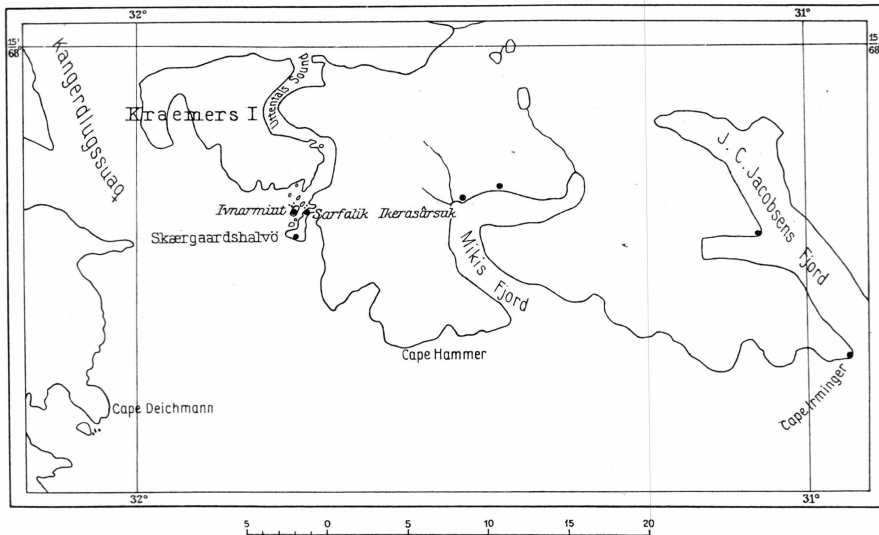 32°
31°
15'
68°
15'
68°
Kangerdlugssuaq
Uttentals Sound
Kraemers I
J. C. Jacobsens Fjord
Ivnarmiut
Sarfalik
Ikerasârsuk
Skærgaardshalvö
Mikis Fjord
Cape Hammer
Cape Irminger
Cape Deichmann
32°
31°
5 0 5 10 15 20